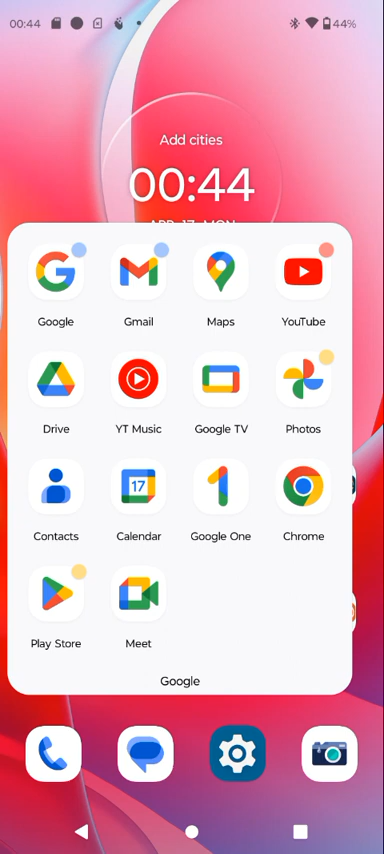 00:44
44%
Add cities
00:44
Google
Gmail
Maps
YouTube
Drive
YT Music
Google TV
Photos
17
Contacts
Calendar
Google One
Chrome
Play Store
Meet
Google